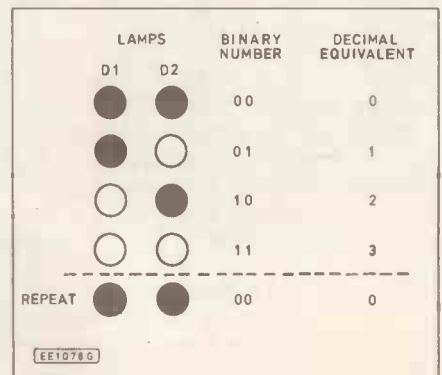 LAMPS BINARY NUMBER DECIMAL EQUIVALENT
D1 D2
00 0
01 1
10 2
11 3
REPEAT 00 0
EE1078G